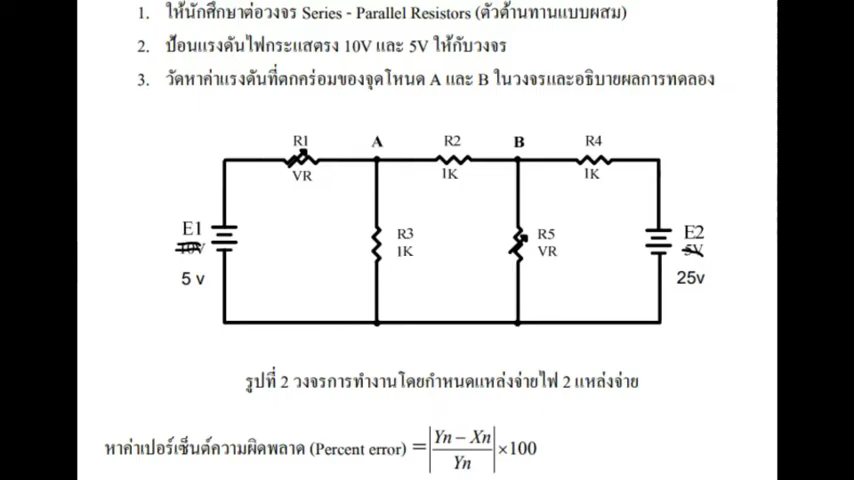 1. ให้นักศึกษาต่อวงจร Series - Parallel Resistors (ตัวต้านทานแบบผสม)
2. ป้อนแรงดันไฟกระแสตรง 10V และ 5V ให้กับวงจร
3. วัดหาค่าแรงดันที่ตกคร่อมของจุดโหนด A และ B ในวงจรและอธิบายผลการทดลอง
R1 A R2 B R4
VR 1K 1K
E1 R3 R5 E2
10V 1K VR 5V
5 v 25v
รูปที่ 2 วงจรการทำงานโดยกำหนดแหล่งจ่ายไฟ 2 แหล่งจ่าย
หาค่าเปอร์เซ็นต์ความผิดพลาด (Percent error) = |Yn − Xn / Yn| ×100